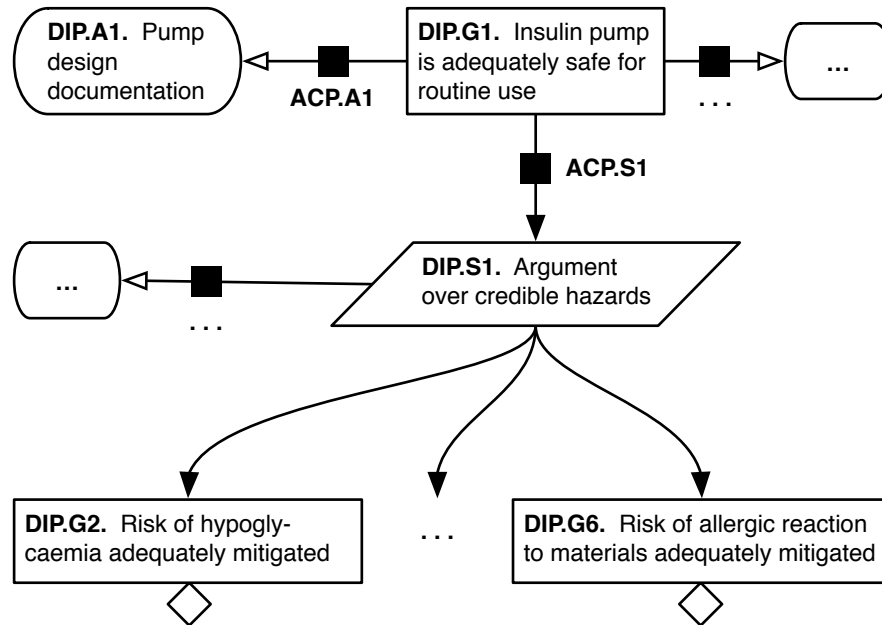 DIP.A1. Pump
design
documentation
ACP.A1
DIP.G1. Insulin pump
is adequately safe for
routine use
. . .
...
ACP.S1
...
. . .
DIP.S1. Argument
over credible hazards
DIP.G2. Risk of hypogly-
caemia adequately mitigated
. . .
DIP.G6. Risk of allergic reaction
to materials adequately mitigated